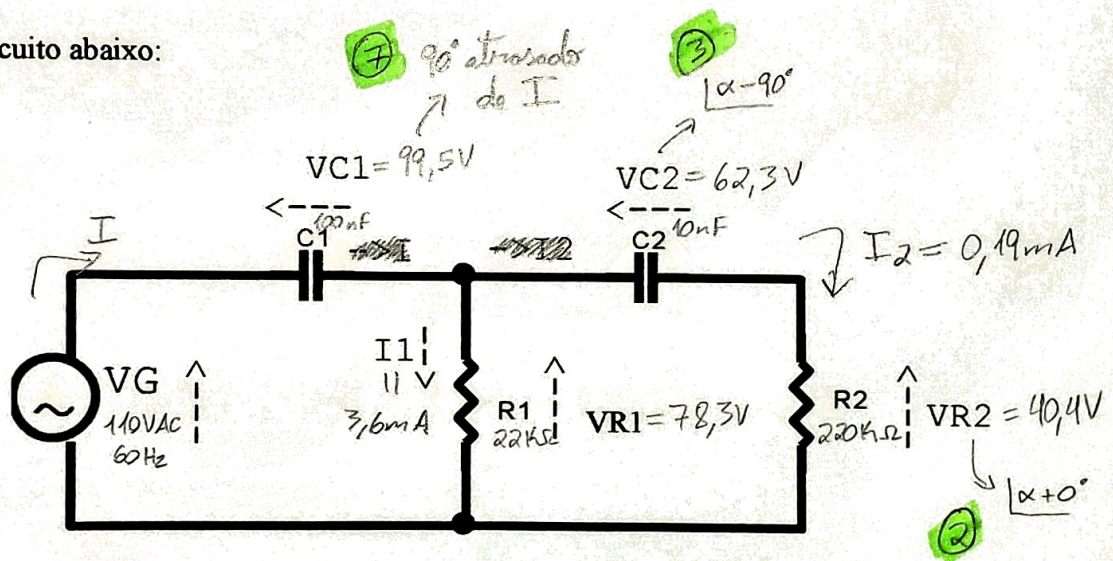 cuito abaixo:
7 90° atrasado
de I
3
α-90°
VC1 = 99,5V
VC2 = 62,3V
100nF
C1
10nF
C2
I
I2 = 0,19mA
VG
110VAC
60Hz
I1
=
3,6mA
R1
22KΩ
VR1 = 78,3V
R2
220KΩ
VR2 = 40,4V
α+0°
2